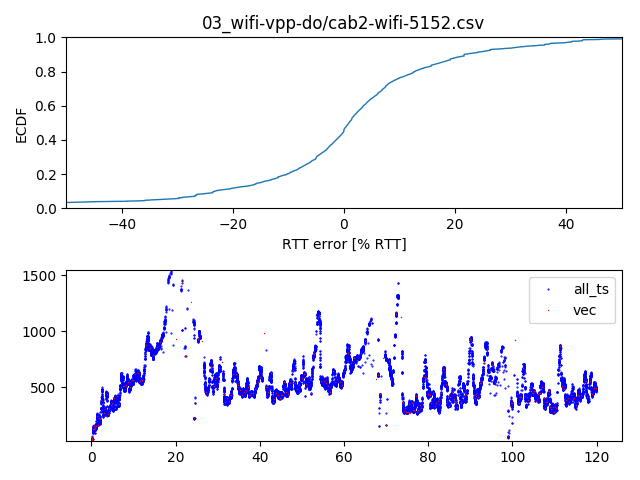 03_wifi-vpp-do/cab2-wifi-5152.csv
1.0
0.8
0.6
0.4
0.2
0.0
ECDF
−40 −20 0 20 40
RTT error [% RTT]
1500
1000
500
all_ts
vec
0 20 40 60 80 100 120